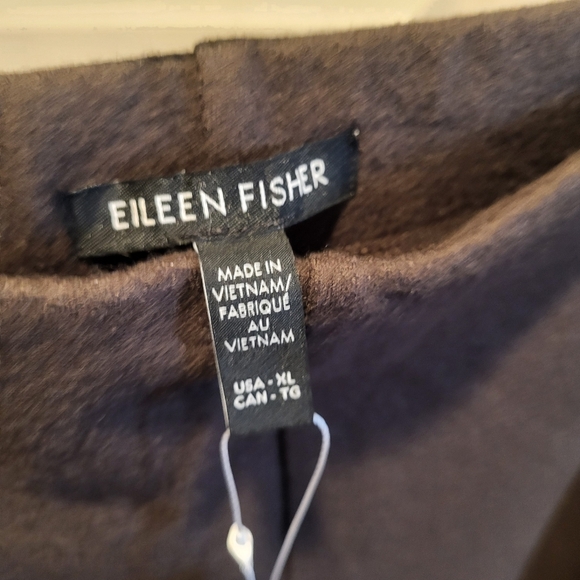 EILEEN FISHER
MADE IN
VIETNAM/
FABRIQUÉ
AU
VIETNAM
USA - XL
CAN - TG